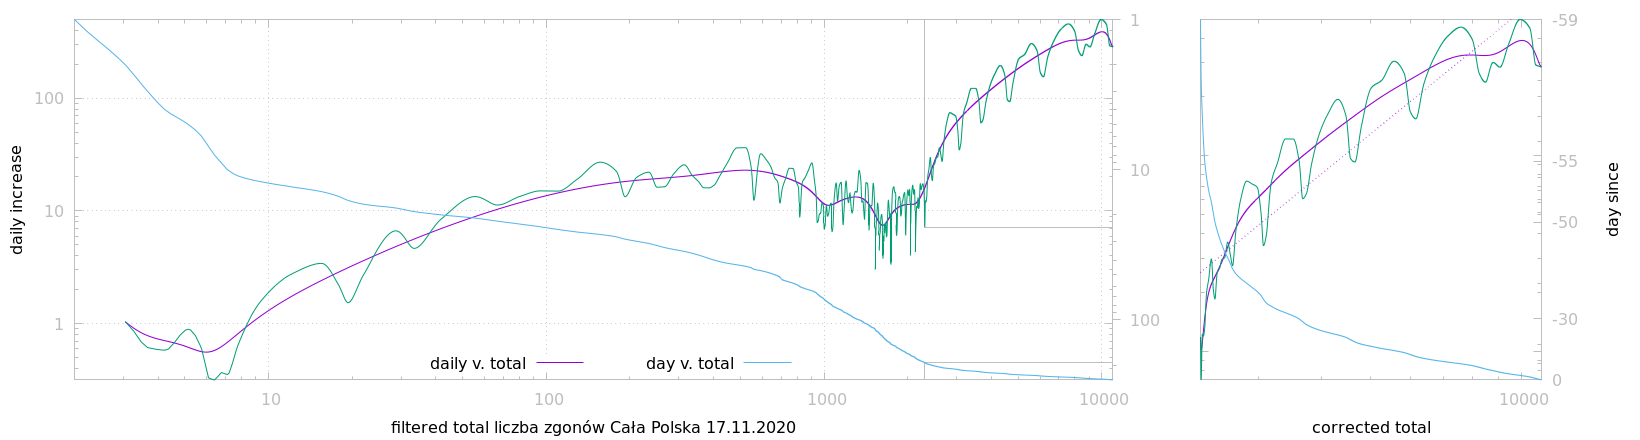 1 -59
100
10 -55
daily increase
10 -50
day since
1 100 -30
daily v. total day v. total
0
10 100 1000 10000 10000
filtered total liczba zgonów Cała Polska 17.11.2020 corrected total